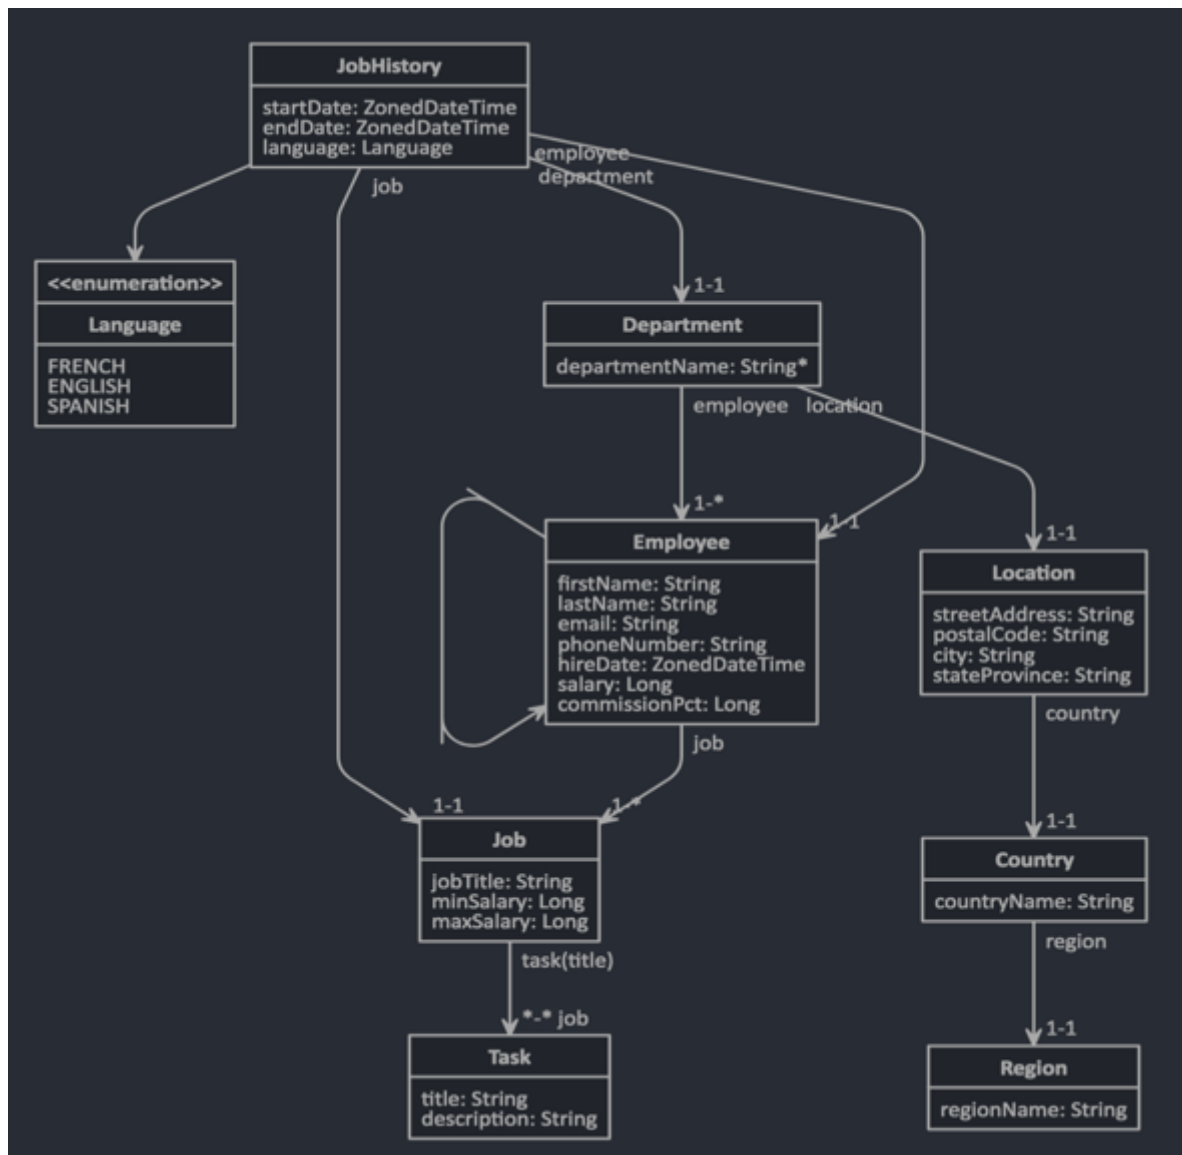 JobHistory
startDate: ZonedDateTime
endDate: ZonedDateTime
language: Language
employee
department
job
<<enumeration>>
Language
FRENCH
ENGLISH
SPANISH
1-1
Department
departmentName: String*
employee
location
1-*
1-1
Employee
firstName: String
lastName: String
email: String
phoneNumber: String
hireDate: ZonedDateTime
salary: Long
commissionPct: Long
job
1-1
Location
streetAddress: String
postalCode: String
city: String
stateProvince: String
country
1-1
1-*
Job
jobTitle: String
minSalary: Long
maxSalary: Long
task(title)
1-1
Country
countryName: String
region
*-* job
Task
title: String
description: String
1-1
Region
regionName: String